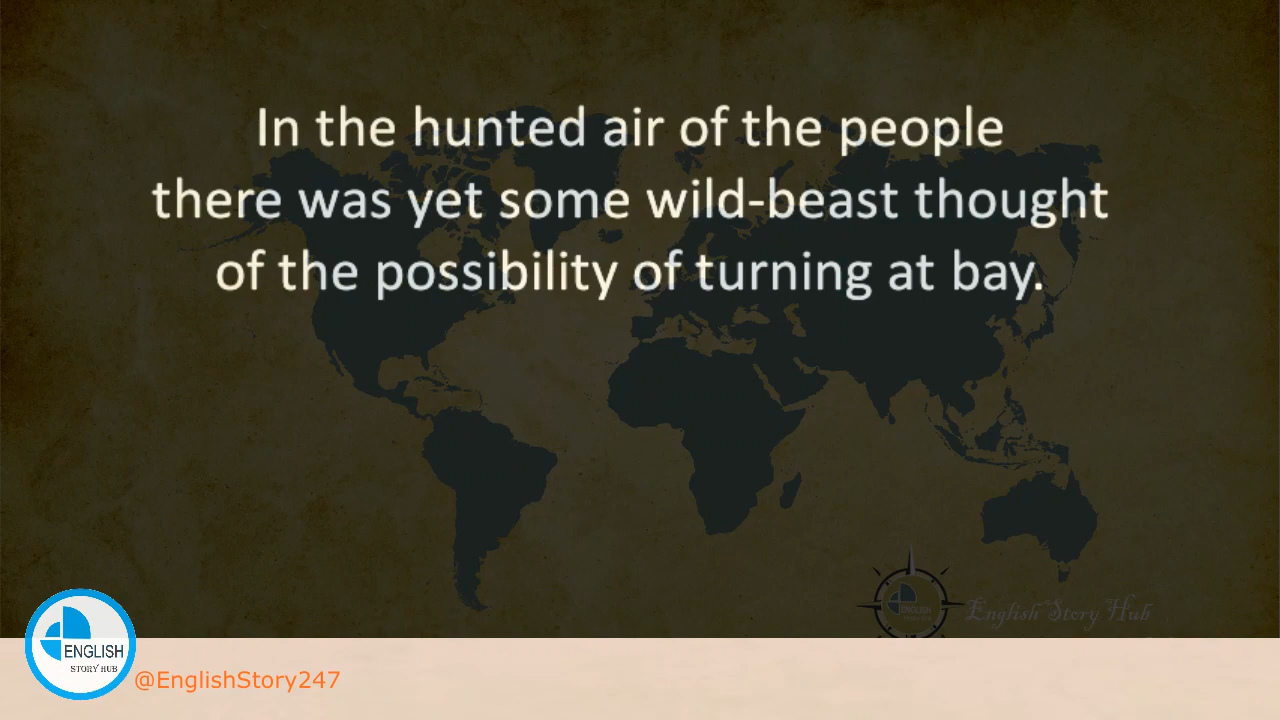 In the hunted air of the people
there was yet some wild-beast thought
of the possibility of turning at bay.
English Story Hub
ENGLISH
STORY HUB
@EnglishStory247